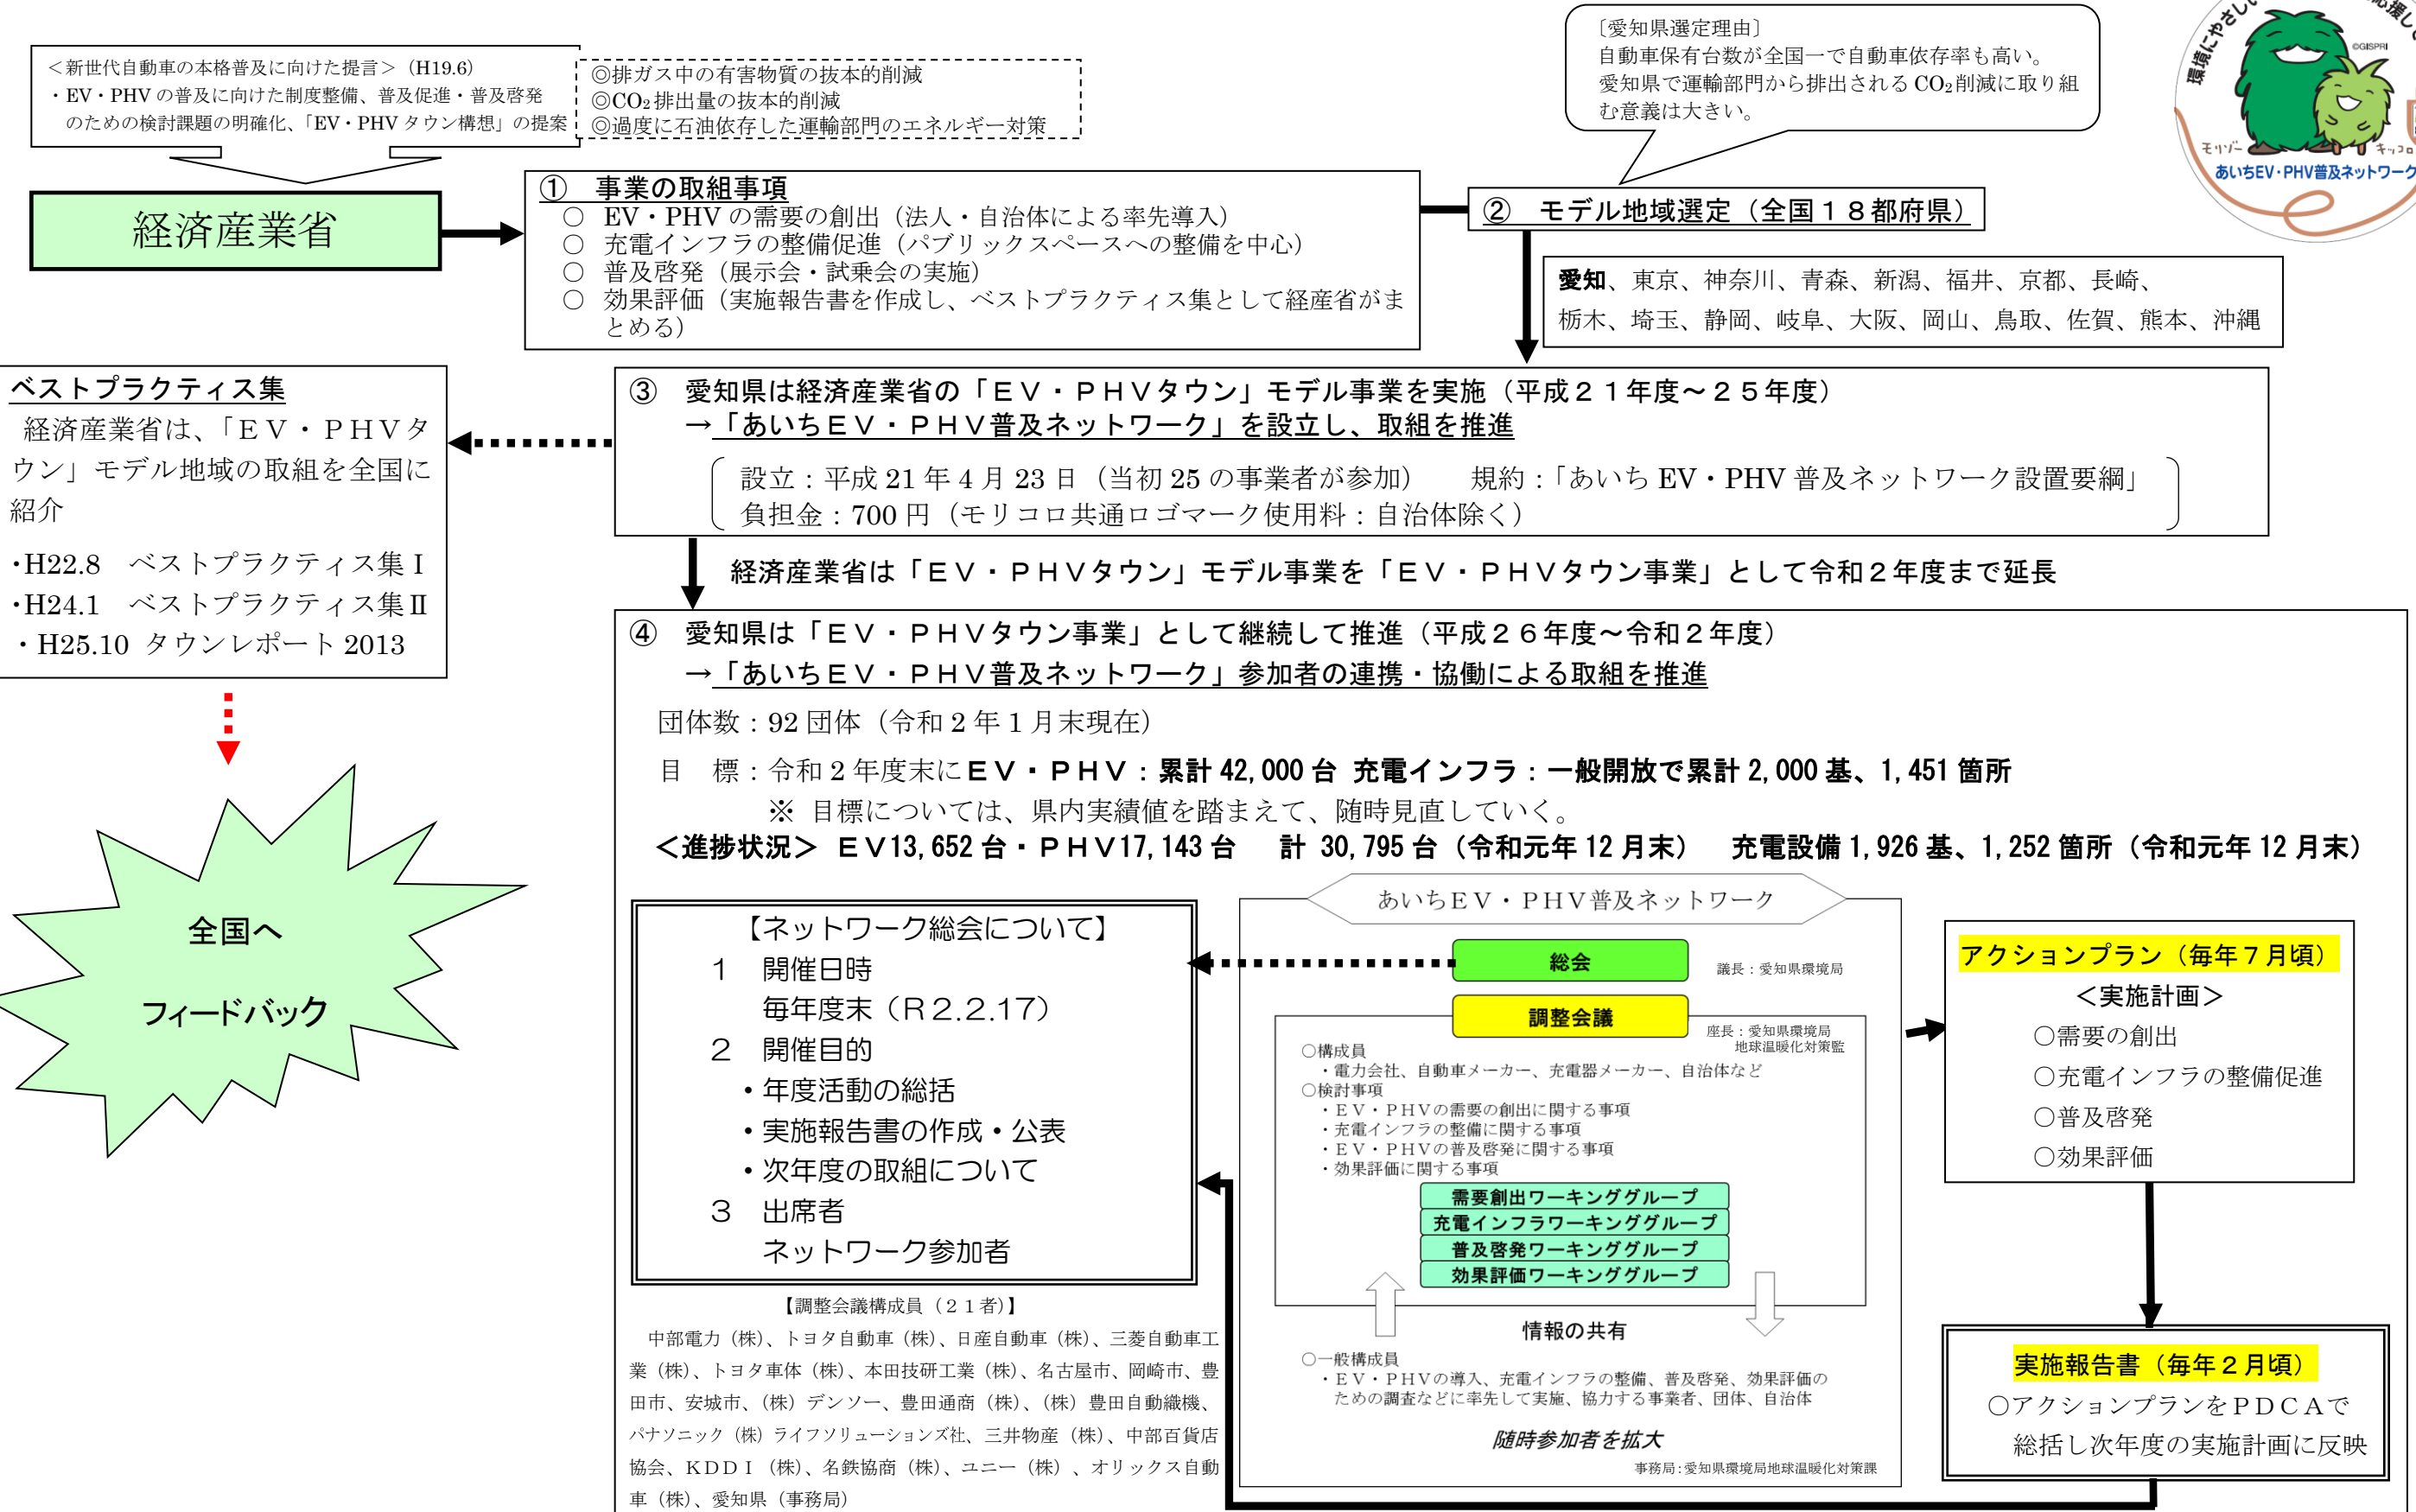 ＜新世代自動車の本格普及に向けた提言＞（H19.6）
・EV・PHV の普及に向けた制度整備、普及促進・普及啓発
のための検討課題の明確化、「EV・PHV タウン構想」の提案
◎排ガス中の有害物質の抜本的削減
◎CO₂排出量の抜本的削減
◎過度に石油依存した運輸部門のエネルギー対策
〔愛知県選定理由〕
自動車保有台数が全国一で自動車依存率も高い。
愛知県で運輸部門から排出される CO₂削減に取り組
む意義は大きい。
環境にやさしい
©GISPRI
モリゾー
キッコロ
あいちEV・PHV普及ネットワーク
経済産業省
①　事業の取組事項
○　EV・PHV の需要の創出（法人・自治体による率先導入）
○　充電インフラの整備促進（パブリックスペースへの整備を中心）
○　普及啓発（展示会・試乗会の実施）
○　効果評価（実施報告書を作成し、ベストプラクティス集として経産省がま
とめる）
②　モデル地域選定（全国１８都府県）
愛知、東京、神奈川、青森、新潟、福井、京都、長崎、
栃木、埼玉、静岡、岐阜、大阪、岡山、鳥取、佐賀、熊本、沖縄
ベストプラクティス集
経済産業省は、「ＥＶ・ＰＨＶタ
ウン」モデル地域の取組を全国に
紹介
・H22.8　ベストプラクティス集Ⅰ
・H24.1　ベストプラクティス集Ⅱ
・H25.10 タウンレポート 2013
全国へ
フィードバック
③　愛知県は経済産業省の「ＥＶ・ＰＨＶタウン」モデル事業を実施（平成２１年度～２５年度）
→「あいちＥＶ・ＰＨＶ普及ネットワーク」を設立し、取組を推進
設立：平成 21 年 4 月 23 日（当初 25 の事業者が参加）　規約：「あいち EV・PHV 普及ネットワーク設置要綱」
負担金：700 円（モリコロ共通ロゴマーク使用料：自治体除く）
経済産業省は「ＥＶ・ＰＨＶタウン」モデル事業を「ＥＶ・ＰＨＶタウン事業」として令和２年度まで延長
④　愛知県は「ＥＶ・ＰＨＶタウン事業」として継続して推進（平成２６年度～令和２年度）
→「あいちＥＶ・ＰＨＶ普及ネットワーク」参加者の連携・協働による取組を推進
団体数：92 団体（令和 2 年 1 月末現在）
目　標：令和 2 年度末にＥＶ・ＰＨＶ：累計 42,000 台 充電インフラ：一般開放で累計 2,000 基、1,451 箇所
※ 目標については、県内実績値を踏まえて、随時見直していく。
＜進捗状況＞ ＥＶ13,652 台・ＰＨＶ17,143 台　計 30,795 台（令和元年 12 月末）　充電設備 1,926 基、1,252 箇所（令和元年 12 月末）
【ネットワーク総会について】
１　開催日時
毎年度末（Ｒ２.２.17）
２　開催目的
・年度活動の総括
・実施報告書の作成・公表
・次年度の取組について
３　出席者
ネットワーク参加者
【調整会議構成員（２１者）】
中部電力（株）、トヨタ自動車（株）、日産自動車（株）、三菱自動車工
業（株）、トヨタ車体（株）、本田技研工業（株）、名古屋市、岡崎市、豊
田市、安城市、（株）デンソー、豊田通商（株）、（株）豊田自動織機、
パナソニック（株）ライフソリューションズ社、三井物産（株）、中部百貨店
協会、ＫＤＤＩ（株）、名鉄協商（株）、ユニー（株）、オリックス自動
車（株）、愛知県（事務局）
あいちＥＶ・ＰＨＶ普及ネットワーク
総会
議長：愛知県環境局
調整会議
座長：愛知県環境局
地球温暖化対策監
○構成員
・電力会社、自動車メーカー、充電器メーカー、自治体など
○検討事項
・ＥＶ・ＰＨＶの需要の創出に関する事項
・充電インフラの整備に関する事項
・ＥＶ・ＰＨＶの普及啓発に関する事項
・効果評価に関する事項
需要創出ワーキンググループ
充電インフラワーキンググループ
普及啓発ワーキンググループ
効果評価ワーキンググループ
情報の共有
○一般構成員
・ＥＶ・ＰＨＶの導入、充電インフラの整備、普及啓発、効果評価の
ための調査などに率先して実施、協力する事業者、団体、自治体
随時参加者を拡大
事務局：愛知県環境局地球温暖化対策課
アクションプラン（毎年７月頃）
＜実施計画＞
○需要の創出
○充電インフラの整備促進
○普及啓発
○効果評価
実施報告書（毎年２月頃）
○アクションプランをＰＤＣＡで
総括し次年度の実施計画に反映